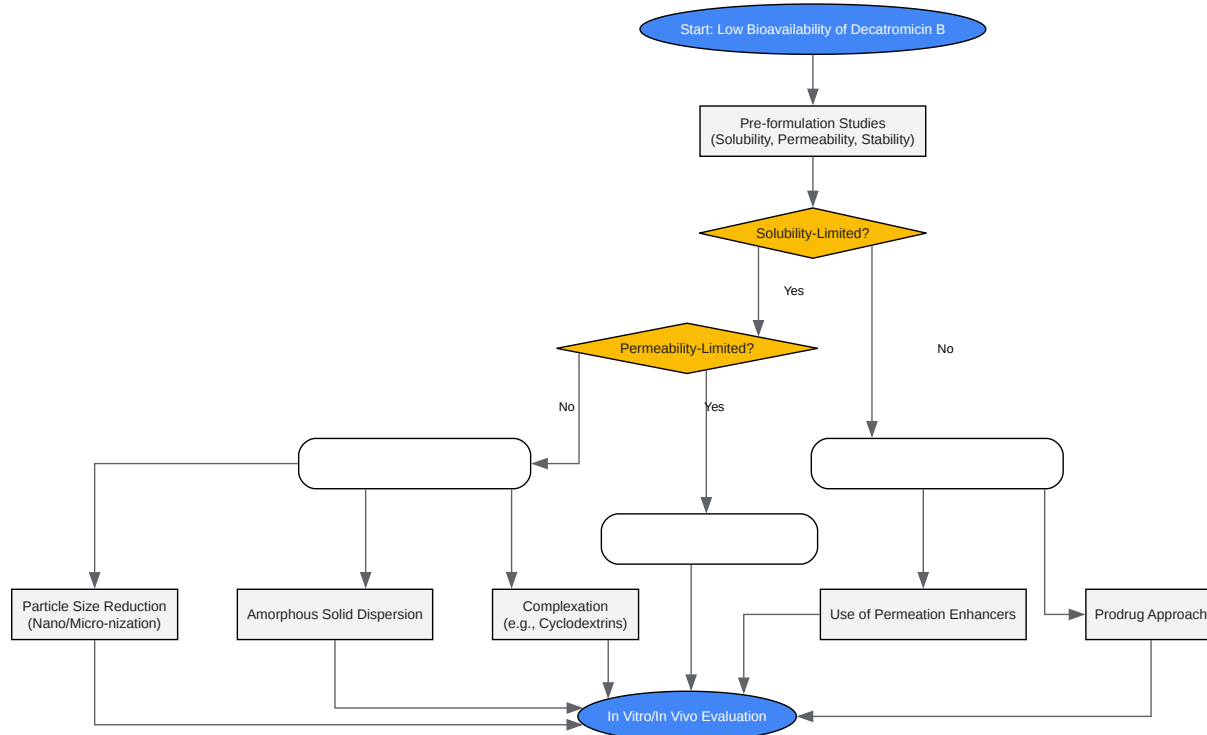 Start: Low Bioavailability of Decatromicin B
Pre-formulation Studies
(Solubility, Permeability, Stability)
Solubility-Limited?
Yes
Permeability-Limited?
No
No
Yes
Particle Size Reduction
(Nano/Micro-nization)
Amorphous Solid Dispersion
Complexation
(e.g., Cyclodextrins)
Use of Permeation Enhancers
Prodrug Approach
In Vitro/In Vivo Evaluation